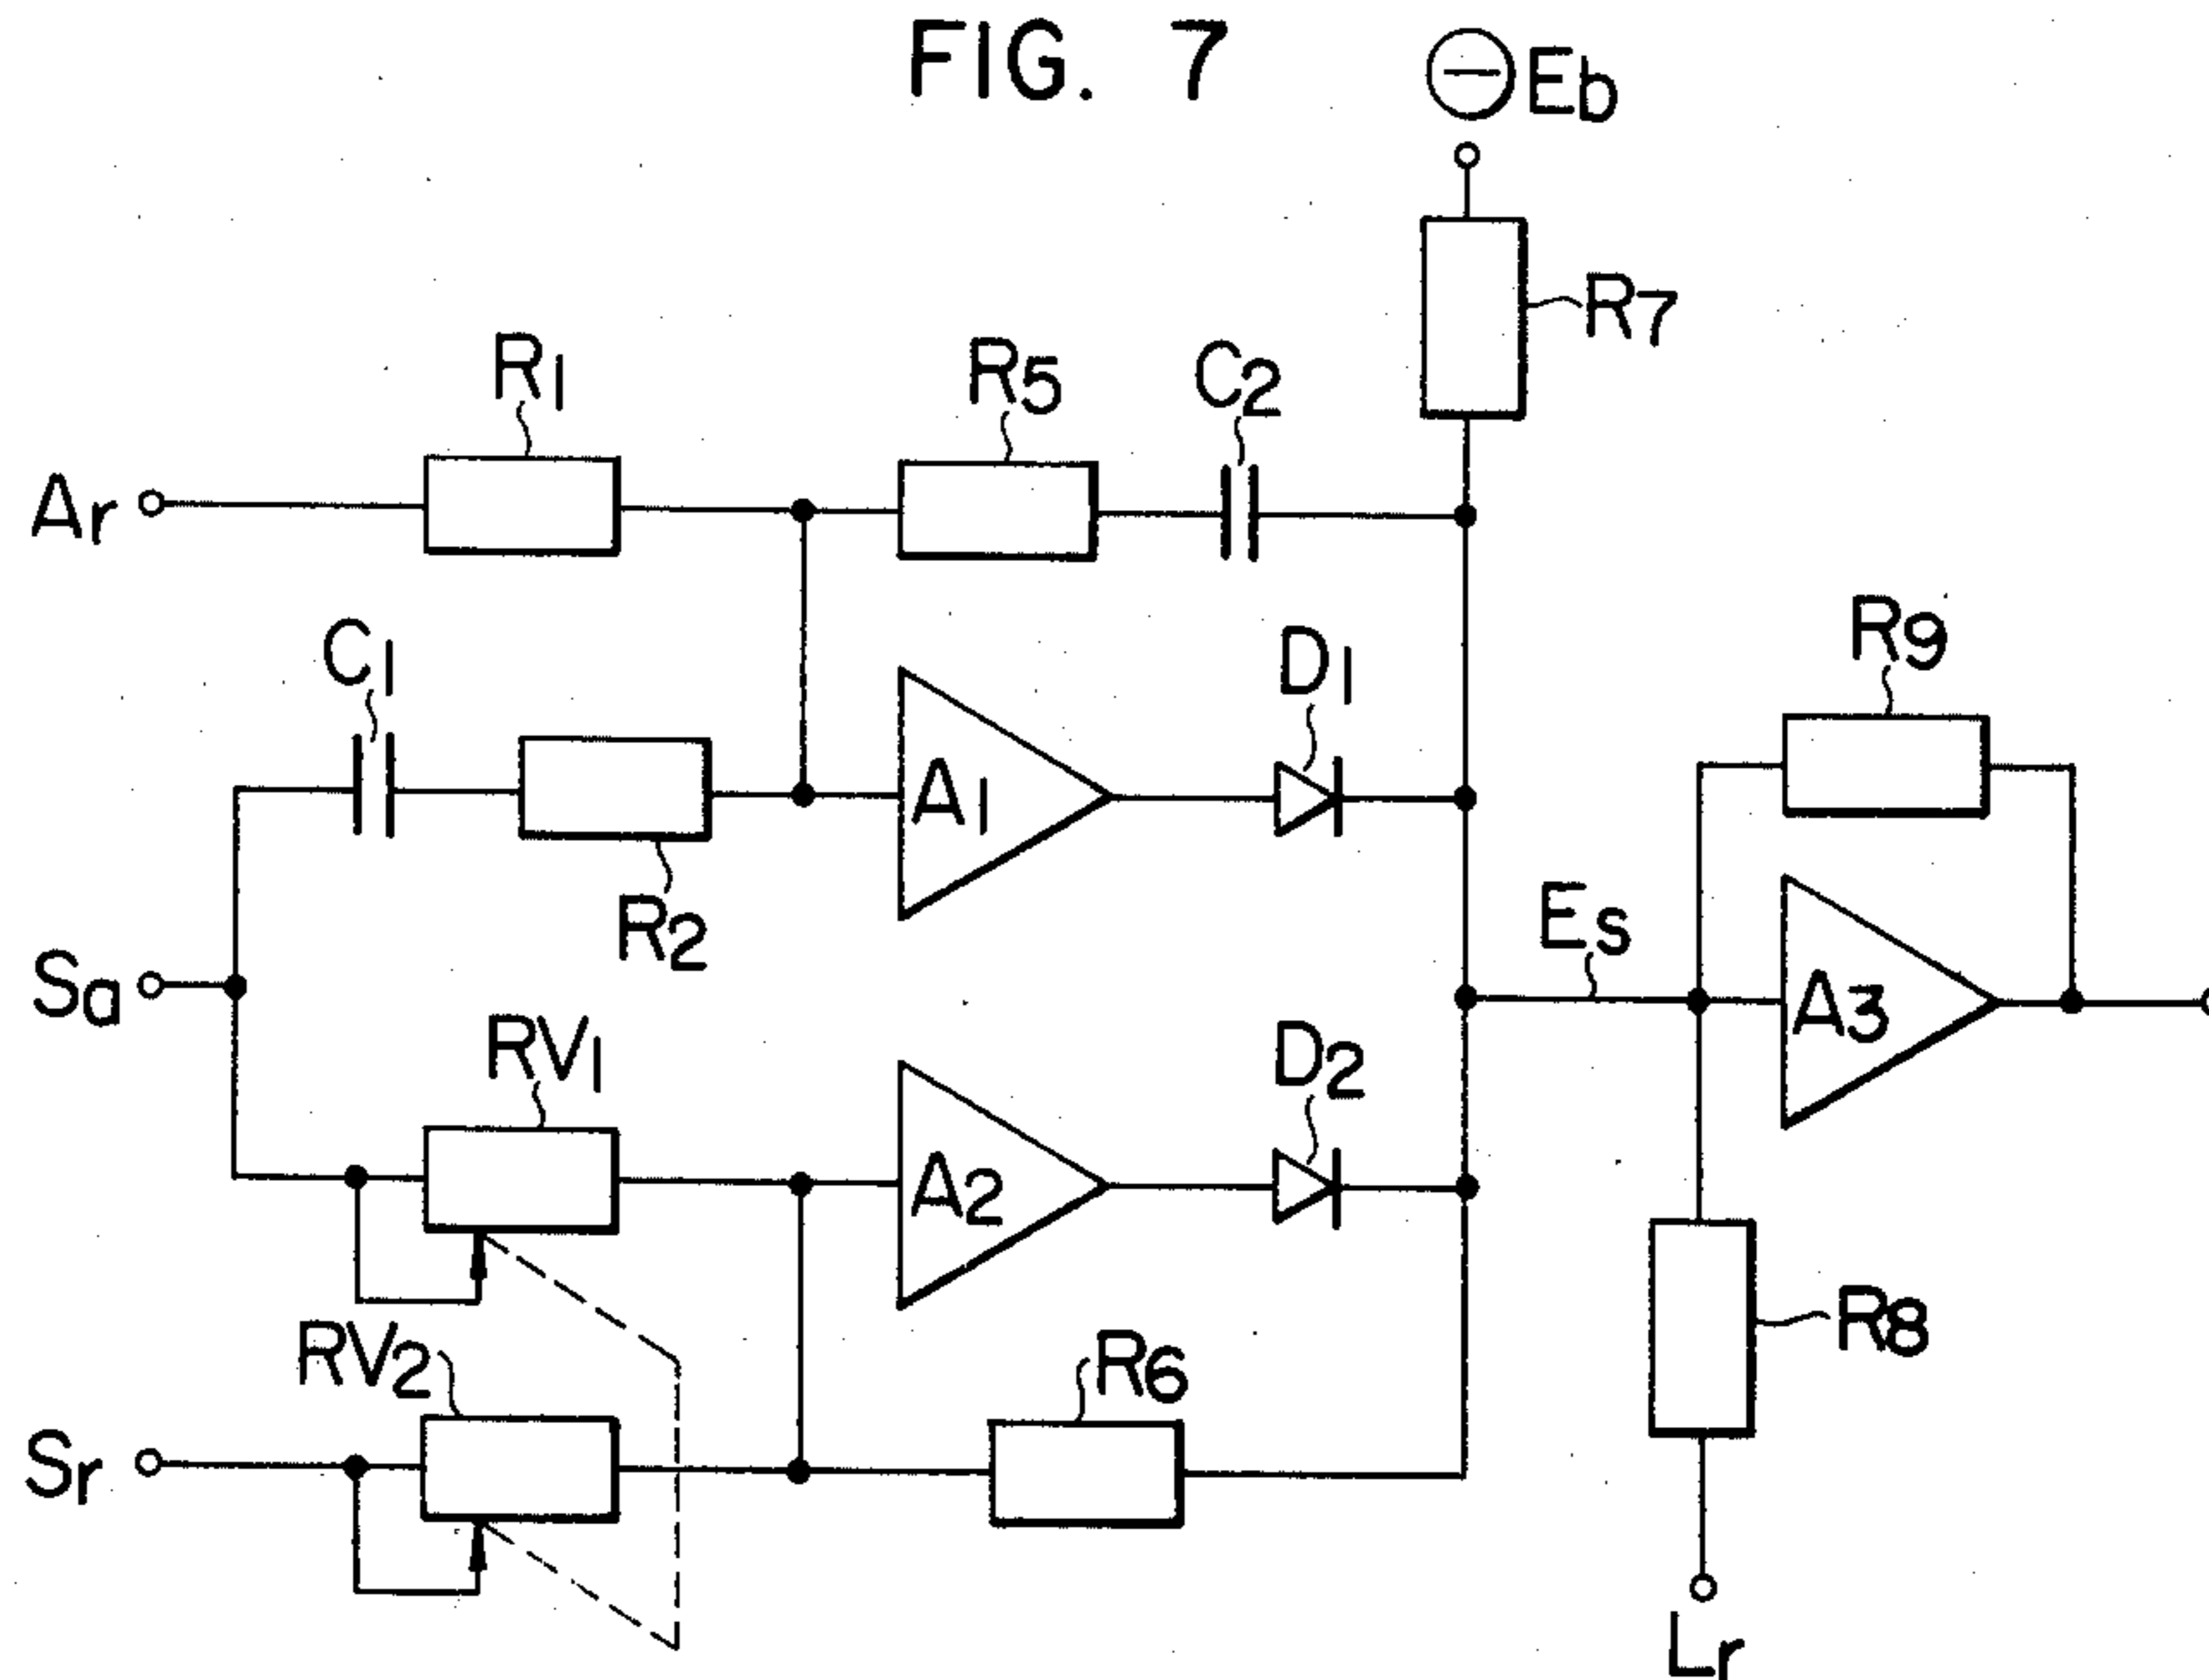 FIG. 7
⊖Eb
R7
R1
R5
C2
Ar
C1
D1
R9
A1
R2
Es
Sa
A3
RV1
D2
A2
R8
RV2
R6
Sr
Lr